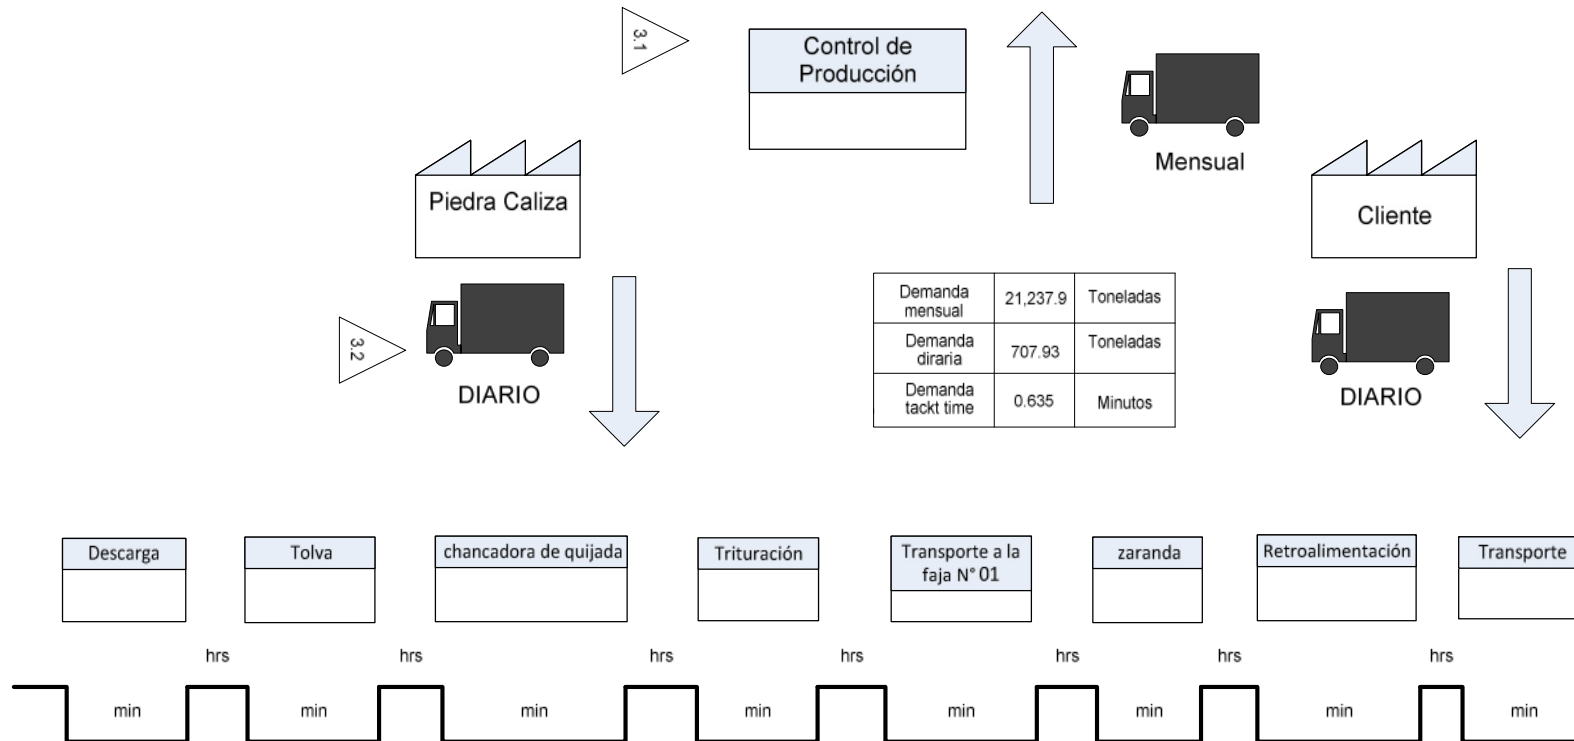 3.1
Control de
Producción
Mensual
Piedra Caliza
Cliente
3.2
DIARIO
Demanda
mensual
21,237.9
Toneladas
Demanda
diraria
707.93
Toneladas
Demanda
tackt time
0.635
Minutos
DIARIO
Descarga
Tolva
chancadora de quijada
Trituración
Transporte a la
faja N° 01
zaranda
Retroalimentación
Transporte
hrs
hrs
hrs
hrs
hrs
hrs
hrs
min
min
min
min
min
min
min
min